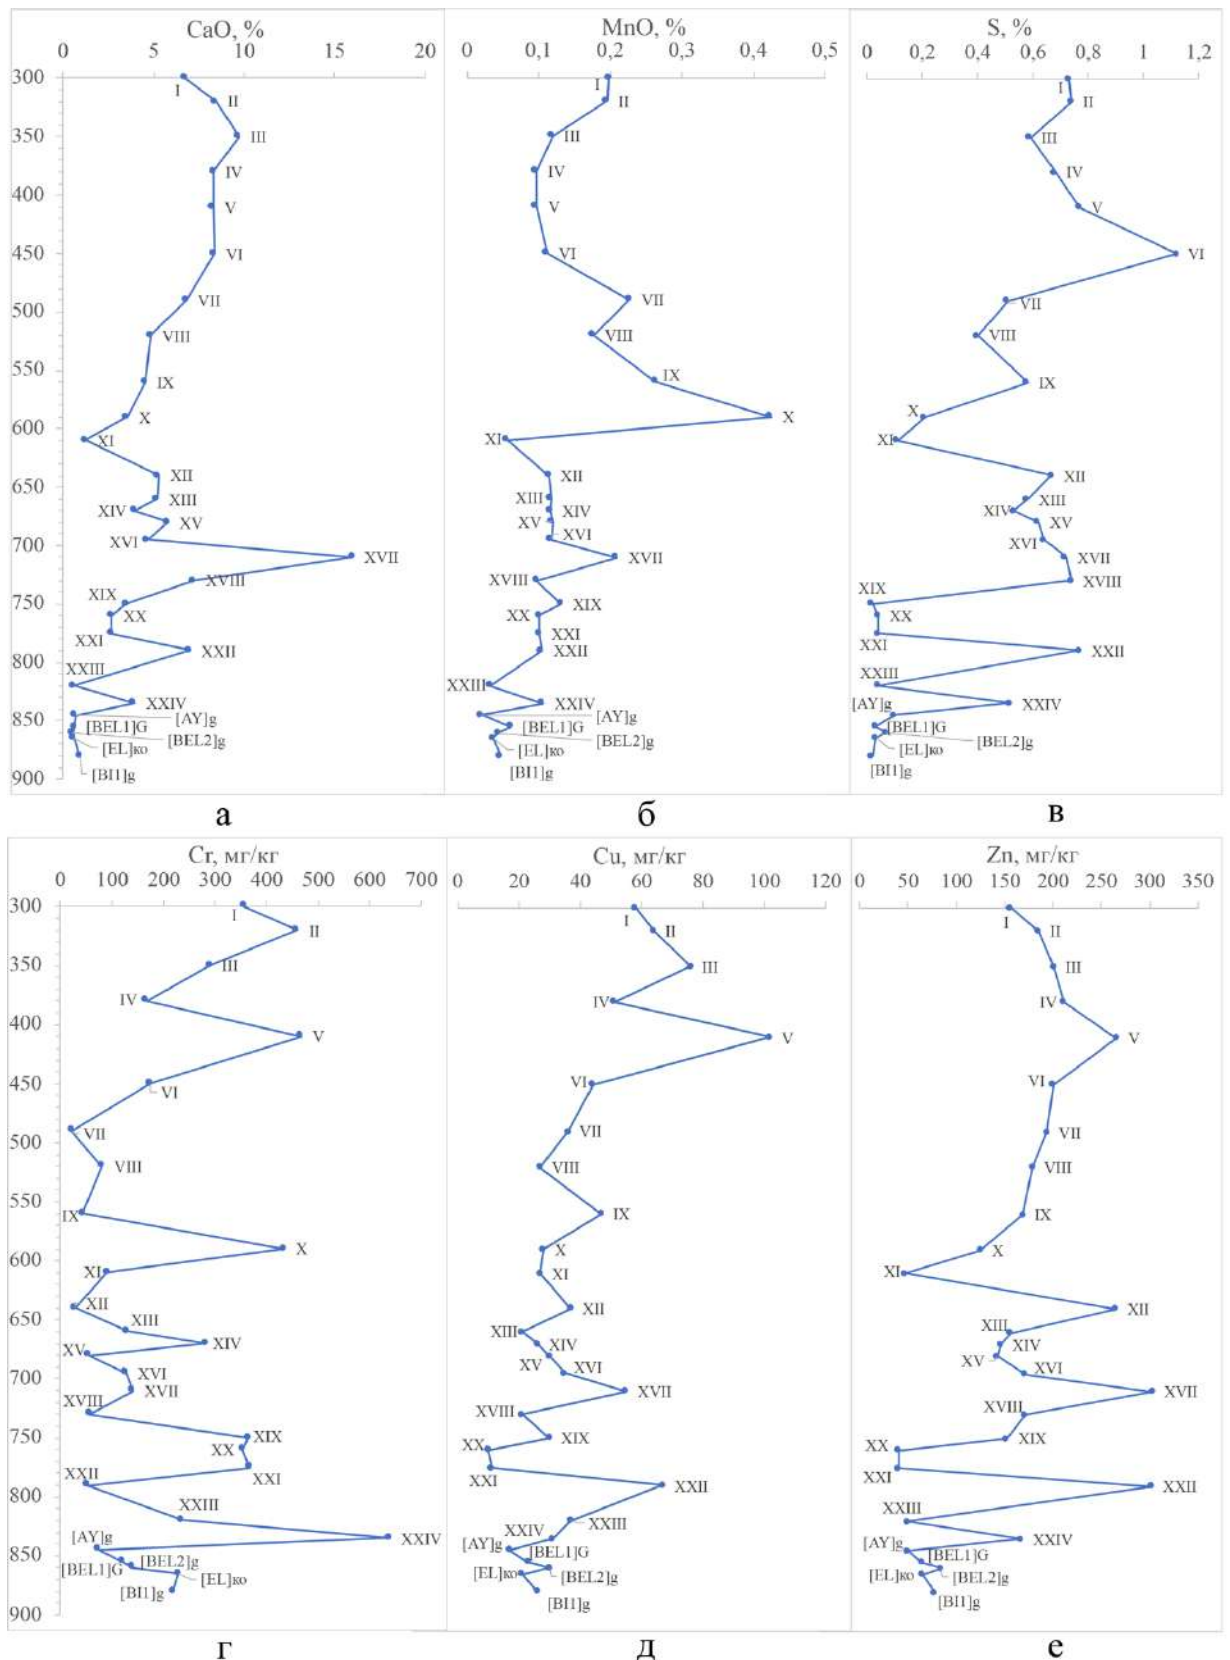 CaO, %
0 5 10 15 20
300
350
400
450
500
550
600
650
700
750
800
850
900
I
II
III
IV
V
VI
VII
VIII
IX
X
XI
XII
XIII
XIV
XV
XVI
XVII
XVIII
XIX
XX
XXI
XXII
XXIII
XXIV
[AY]g
[BEL1]G
[BEL2]g
[EL]ко
[BI1]g
а
MnO, %
0 0,1 0,2 0,3 0,4 0,5
I
II
III
IV
V
VI
VII
VIII
IX
X
XI
XII
XIII
XIV
XV
XVI
XVII
XVIII
XIX
XX
XXI
XXII
XXIII
XXIV
[AY]g
[BEL1]G
[BEL2]g
[EL]ко
[BI1]g
б
S, %
0 0,2 0,4 0,6 0,8 1 1,2
I
II
III
IV
V
VI
VII
VIII
IX
X
XI
XII
XIII
XIV
XV
XVI
XVII
XVIII
XIX
XX
XXI
XXII
XXIII
XXIV
[AY]g
[BEL1]G
[BEL2]g
[EL]ко
[BI1]g
в
Cr, мг/кг
0 100 200 300 400 500 600 700
300
350
400
450
500
550
600
650
700
750
800
850
900
I
II
III
IV
V
VI
VII
VIII
IX
X
XI
XII
XIII
XIV
XV
XVI
XVII
XVIII
XIX
XX
XXI
XXII
XXIII
XXIV
[AY]g
[BEL2]g
[BEL1]G
[EL]ко
[BI1]g
г
Cu, мг/кг
0 20 40 60 80 100 120
I
II
III
IV
V
VI
VII
VIII
IX
X
XI
XII
XIII
XIV
XV
XVI
XVII
XVIII
XIX
XX
XXI
XXII
XXIII
XXIV
[AY]g
[BEL1]G
[EL]ко
[BEL2]g
[BI1]g
д
Zn, мг/кг
0 50 100 150 200 250 300 350
I
II
III
IV
V
VI
VII
VIII
IX
X
XI
XII
XIII
XIV
XV
XVI
XVII
XVIII
XIX
XX
XXI
XXII
XXIII
XXIV
[AY]g
[BEL1]G
[EL]ко
[BEL2]g
[BI1]g
е